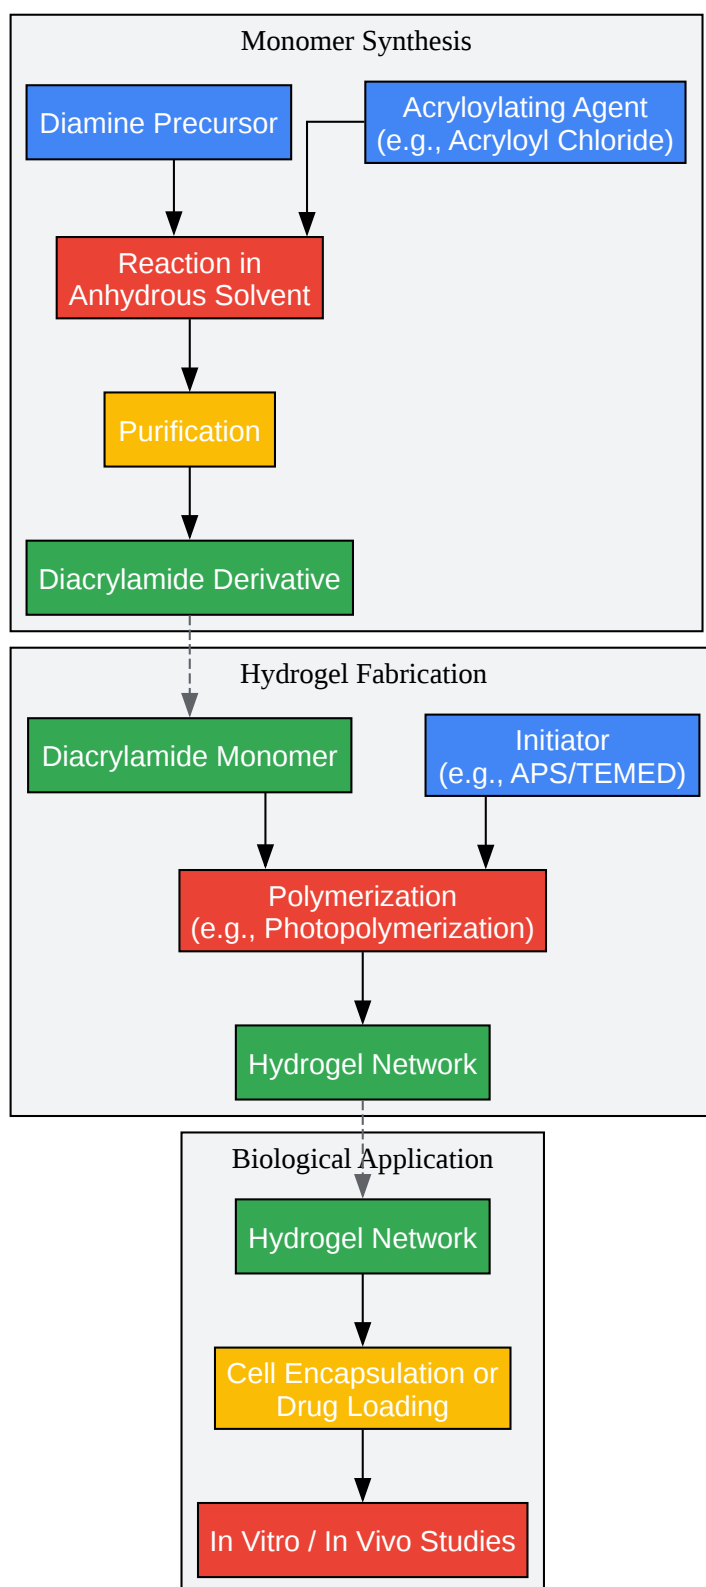 Monomer Synthesis
Diamine Precursor
Acryloylating Agent
(e.g., Acryloyl Chloride)
Reaction in
Anhydrous Solvent
Purification
Diacrylamide Derivative
Hydrogel Fabrication
Diacrylamide Monomer
Initiator
(e.g., APS/TEMED)
Polymerization
(e.g., Photopolymerization)
Hydrogel Network
Biological Application
Hydrogel Network
Cell Encapsulation or
Drug Loading
In Vitro / In Vivo Studies